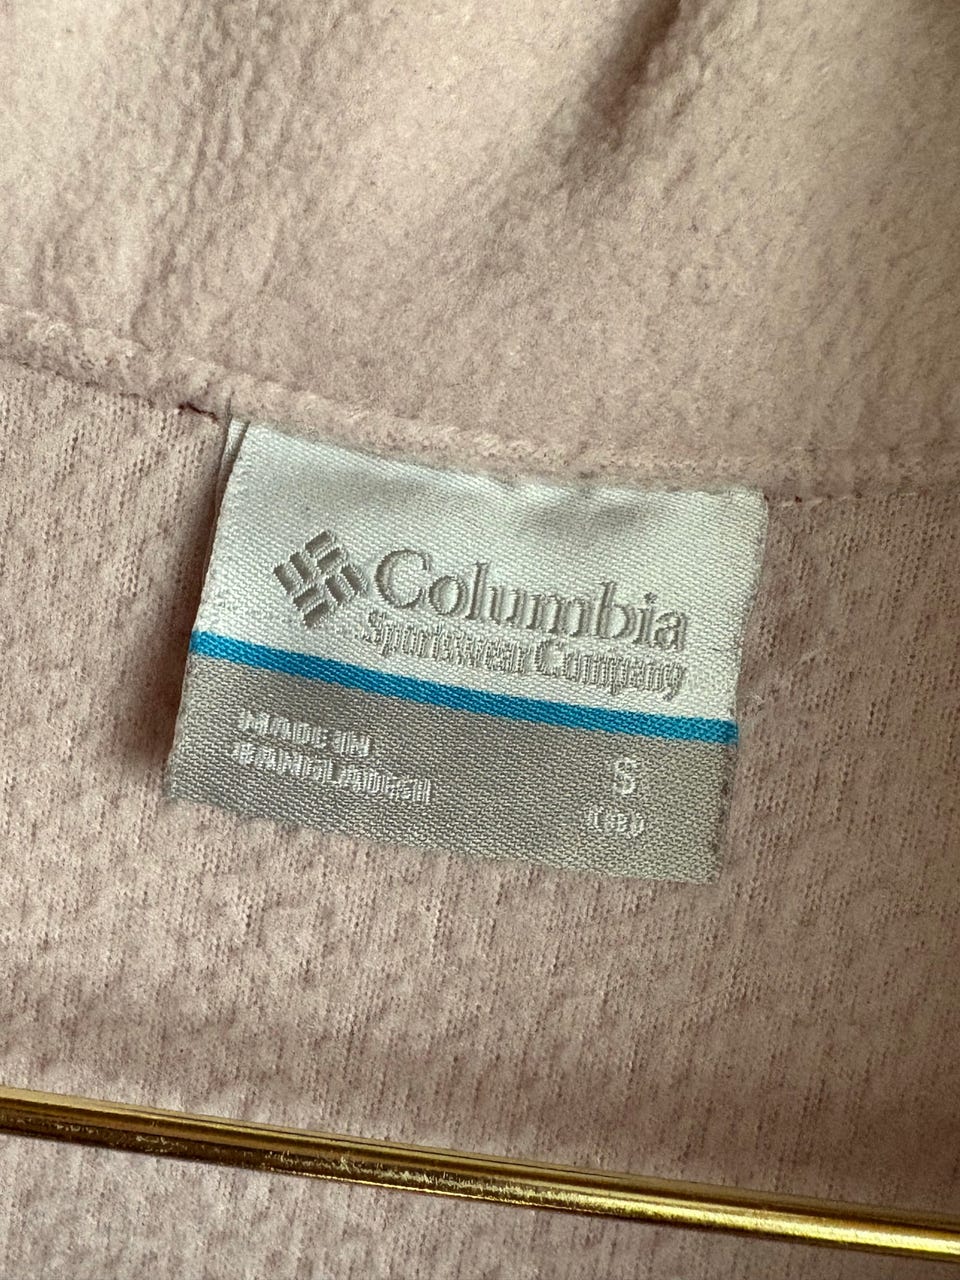 Columbia
Sportswear Company
MADE IN
BANGLADESH
S